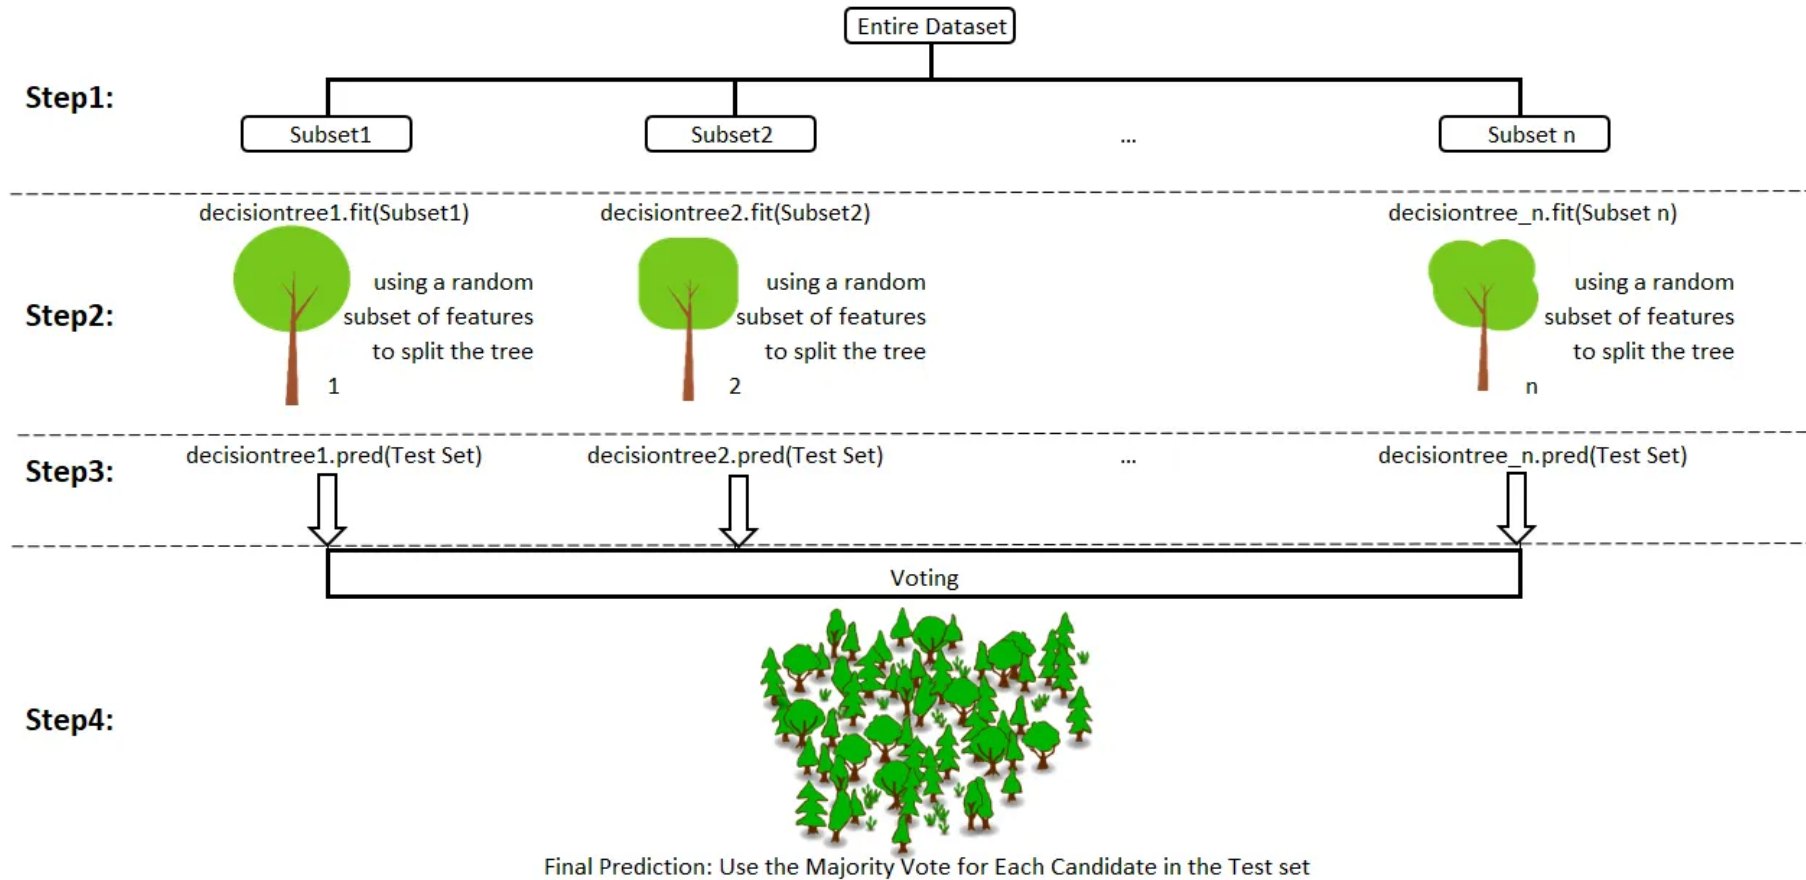 Entire Dataset
Step1:
Subset1
Subset2
...
Subset n
decisiontree1.fit(Subset1)
decisiontree2.fit(Subset2)
decisiontree_n.fit(Subset n)
Step2:
using a random
subset of features
to split the tree
1
using a random
subset of features
to split the tree
2
using a random
subset of features
to split the tree
n
Step3:
decisiontree1.pred(Test Set)
decisiontree2.pred(Test Set)
...
decisiontree_n.pred(Test Set)
Voting
Step4:
Final Prediction: Use the Majority Vote for Each Candidate in the Test set